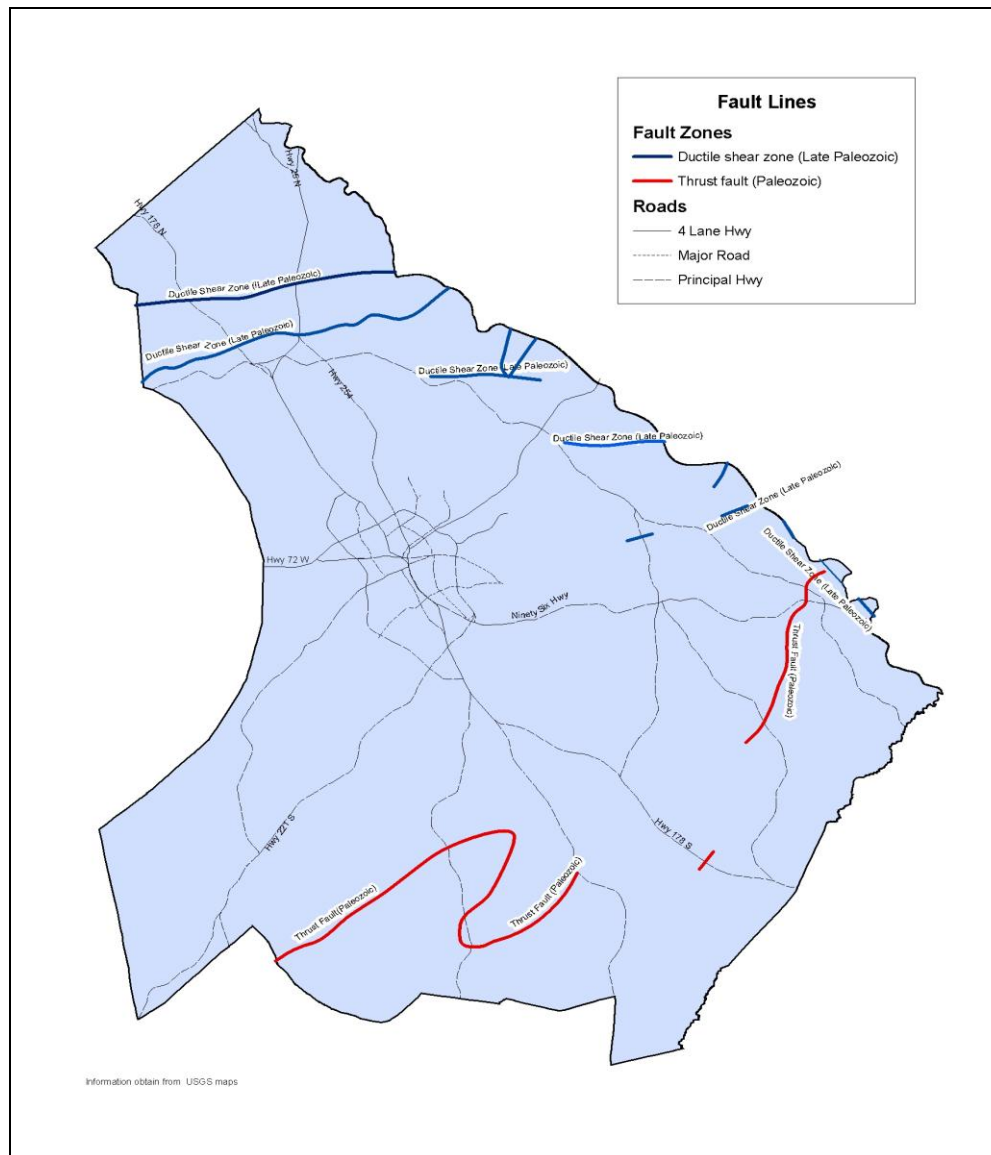 Fault Lines
Fault Zones
Ductile shear zone (Late Paleozoic)
Thrust fault (Paleozoic)
Roads
4 Lane Hwy
Major Road
Principal Hwy
Hwy 25 N
Hwy 178 N
Ductile Shear Zone ((Late Paleozoic)
Ductile Shear Zone (Late Paleozoic)
Ductile Shear Zone (Late Paleozoic)
Hwy 254
Ductile Shear Zone (Late Paleozoic)
Ductile Shear Zone (Late Paleozoic)
Ductile Shear Zone (Late Paleozoic)
Hwy 72 W
Ninety Six Hwy
Thrust Fault (Paleozoic)
Hwy 221 S
Hwy 178 S
Thrust Fault(Paleozoic)
Thrust Fault (Paleozoic)
Information obtain from USGS maps